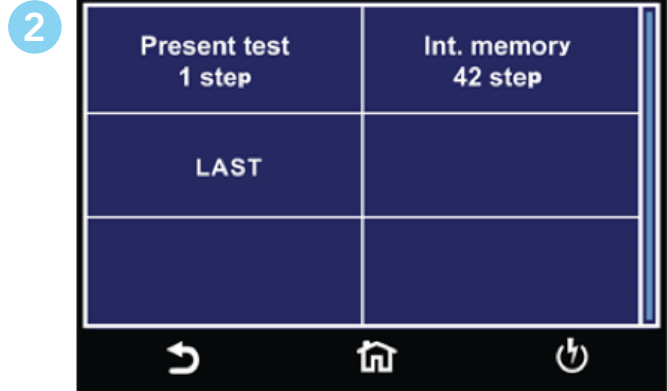 2
Present test
1 step
Int. memory
42 step
LAST